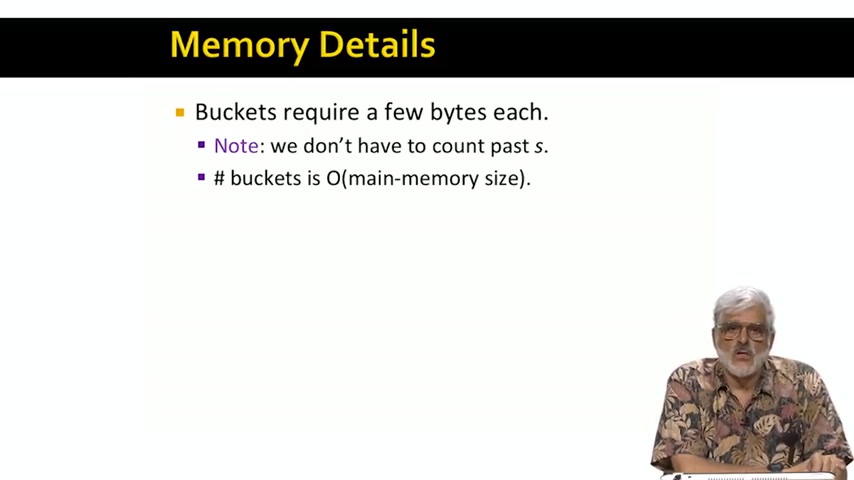 Memory Details
Buckets require a few bytes each.
Note: we don't have to count past s.
# buckets is O(main-memory size).